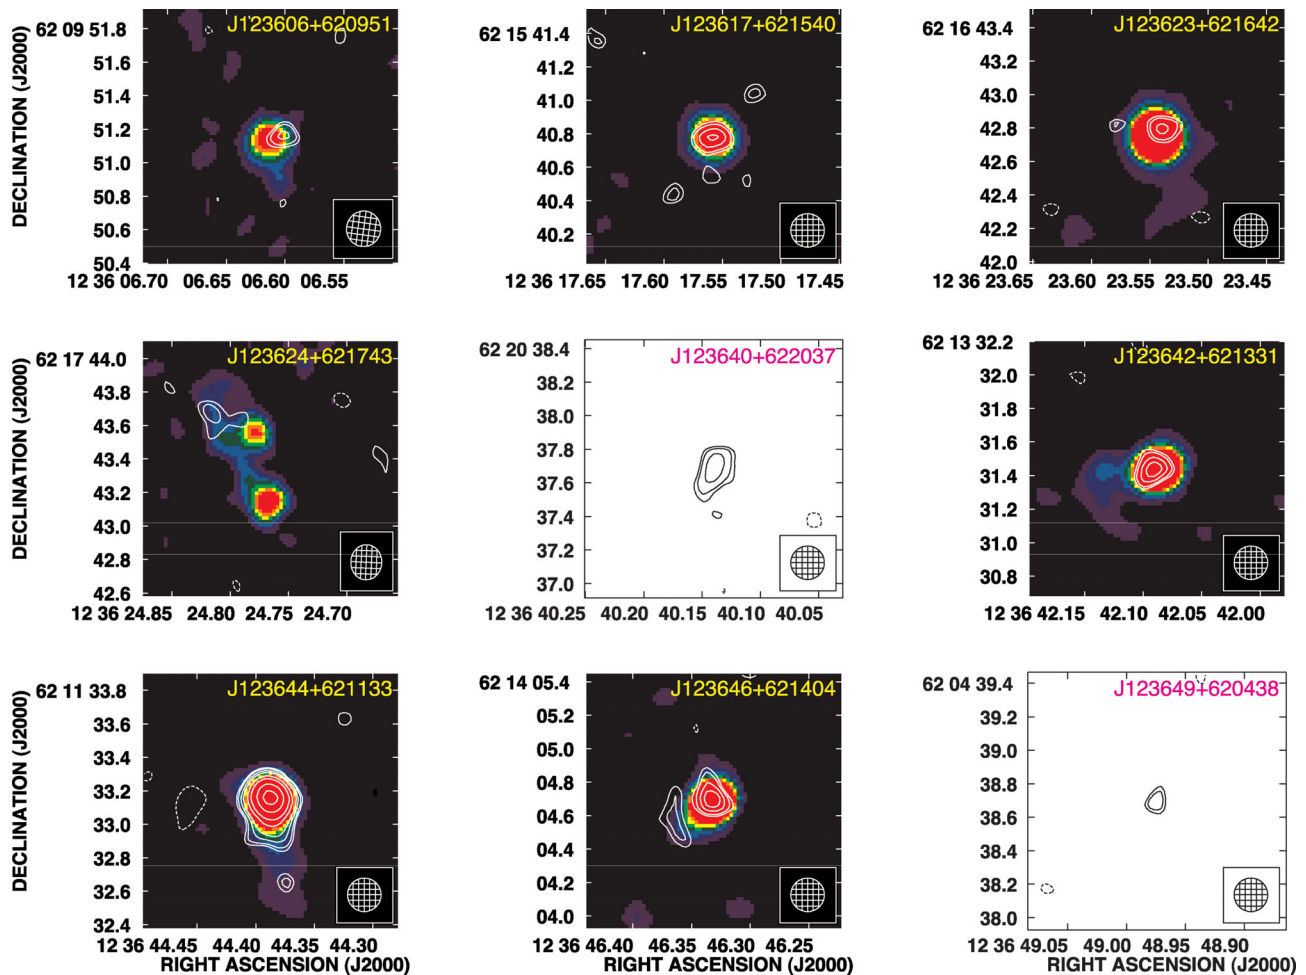 DECLINATION (J2000)
J123606+620951
62 09 51.8
51.6
51.4
51.2
51.0
50.8
50.6
50.4
12 36 06.70 06.65 06.60 06.55
J123617+621540
62 15 41.4
41.2
41.0
40.8
40.6
40.4
40.2
12 36 17.60 17.55 17.50 17.45
J123623+621642
62 16 43.4
43.2
43.0
42.8
42.6
42.4
42.2
42.0
12 36 23.65 23.60 23.55 23.50 23.45
DECLINATION (J2000)
J123624+621743
62 17 44.0
43.8
43.6
43.4
43.2
43.0
42.8
42.6
12 36 24.85 24.80 24.75 24.70
J123640+622037
62 20 38.4
38.2
38.0
37.8
37.6
37.4
37.2
37.0
12 36 40.25 40.20 40.15 40.10 40.05
J123642+621331
62 13 32.2
32.0
31.8
31.6
31.4
31.2
31.0
30.8
12 36 42.15 42.10 42.05 42.00
DECLINATION (J2000)
J123644+621133
62 11 33.8
33.6
33.4
33.2
33.0
32.8
32.6
32.4
12 36 44.45 44.40 44.35 44.30
RIGHT ASCENSION (J2000)
J123646+621404
62 14 05.4
05.2
05.0
04.8
04.6
04.4
04.2
04.0
12 36 46.40 46.35 46.30 46.25
RIGHT ASCENSION (J2000)
J123649+620438
62 04 39.4
39.2
39.0
38.8
38.6
38.4
38.2
38.0
12 36 49.05 49.00 48.95 48.90
RIGHT ASCENSION (J2000)